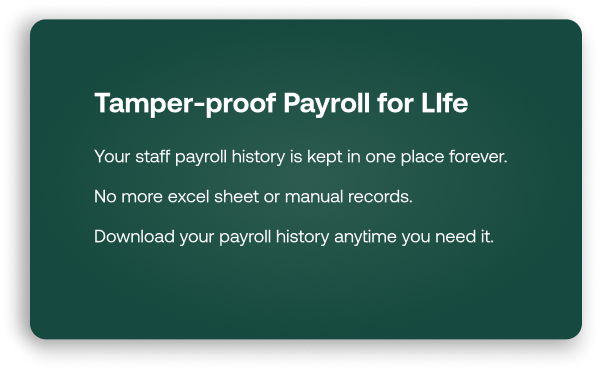 Tamper-proof Payroll for LIfe
Your staff payroll history is kept in one place forever.
No more excel sheet or manual records.
Download your payroll history anytime you need it.